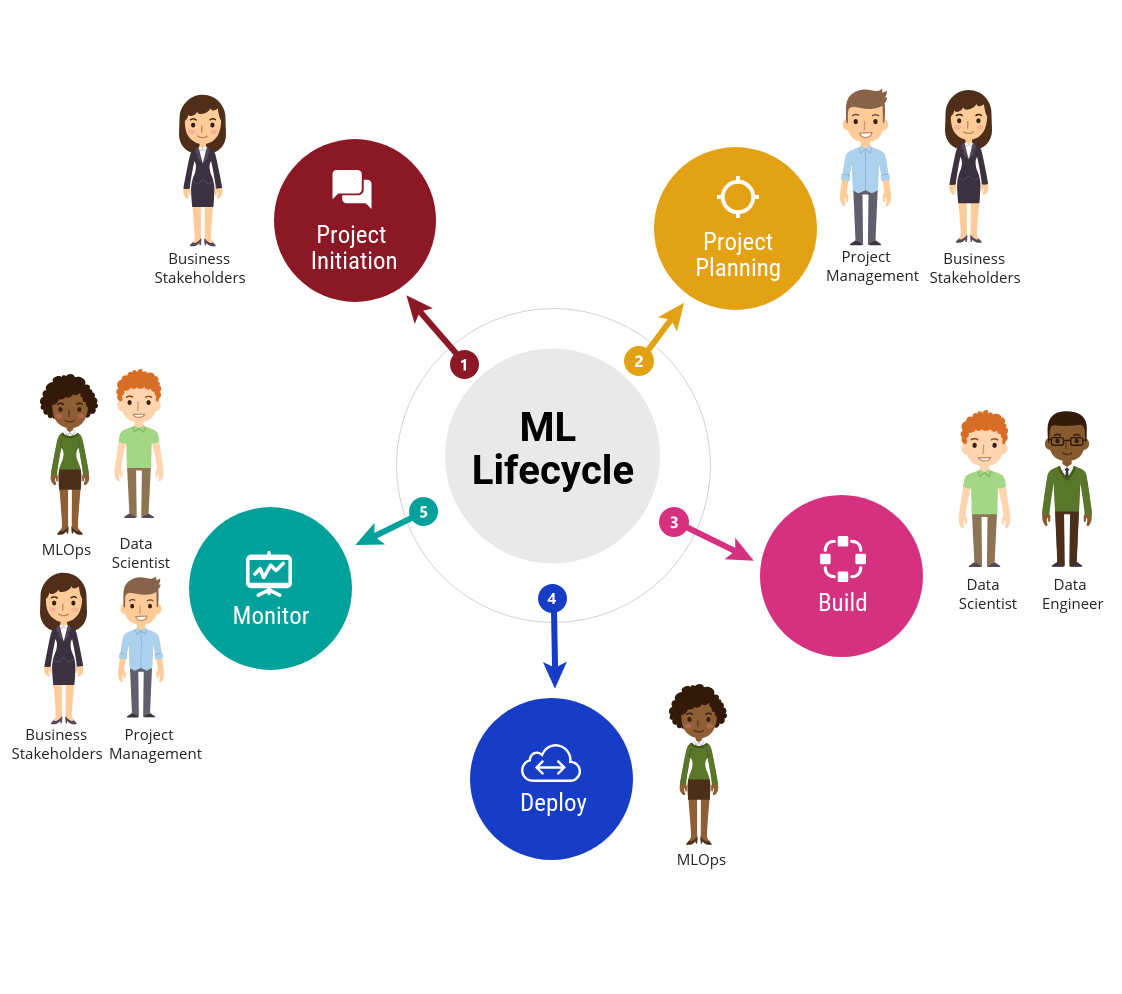 Project
Initiation
Business
Stakeholders
1
Project
Planning
Project
Management
Business
Stakeholders
2
ML
Lifecycle
3
Build
Data
Scientist
Data
Engineer
4
Deploy
MLOps
5
Monitor
MLOps
Data
Scientist
Business
Stakeholders
Project
Management